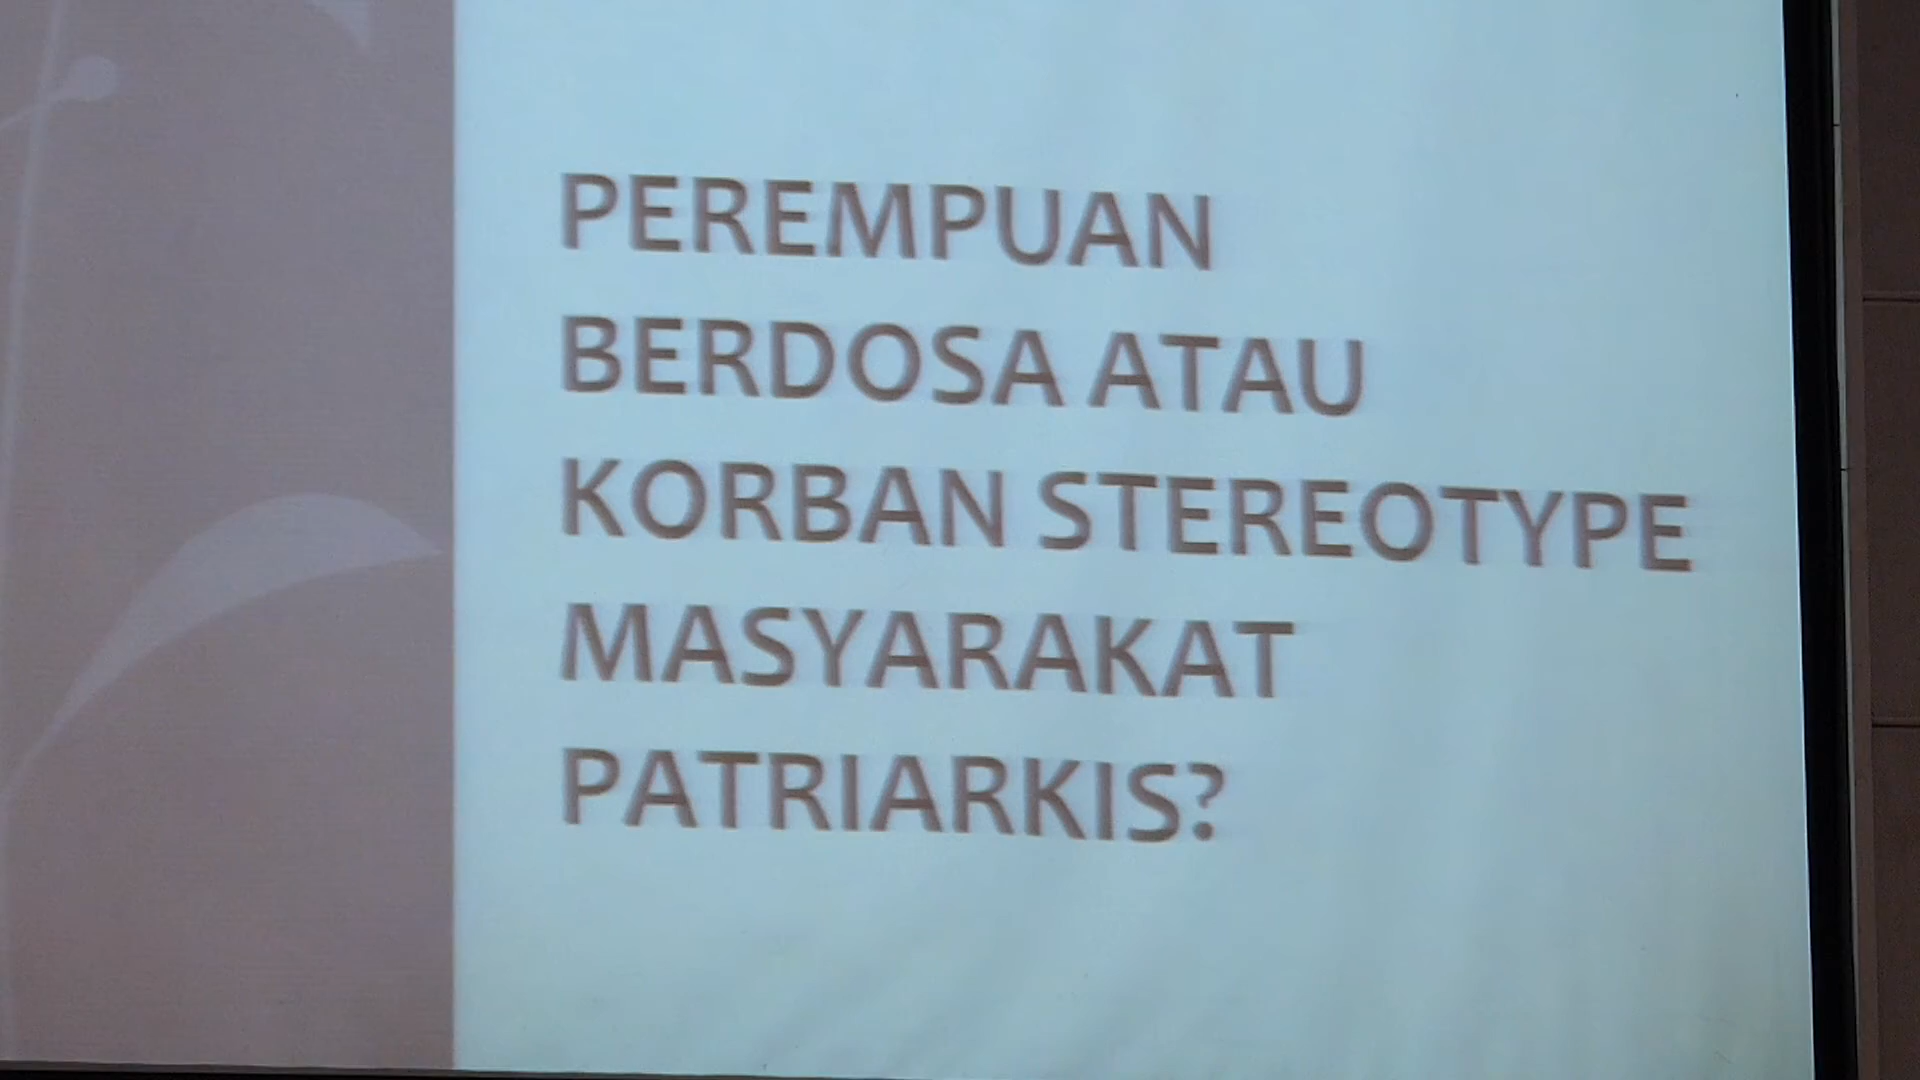 PEREMPUAN
BERDOSA ATAU
KORBAN STEREOTYPE
MASYARAKAT
PATRIARKIS?